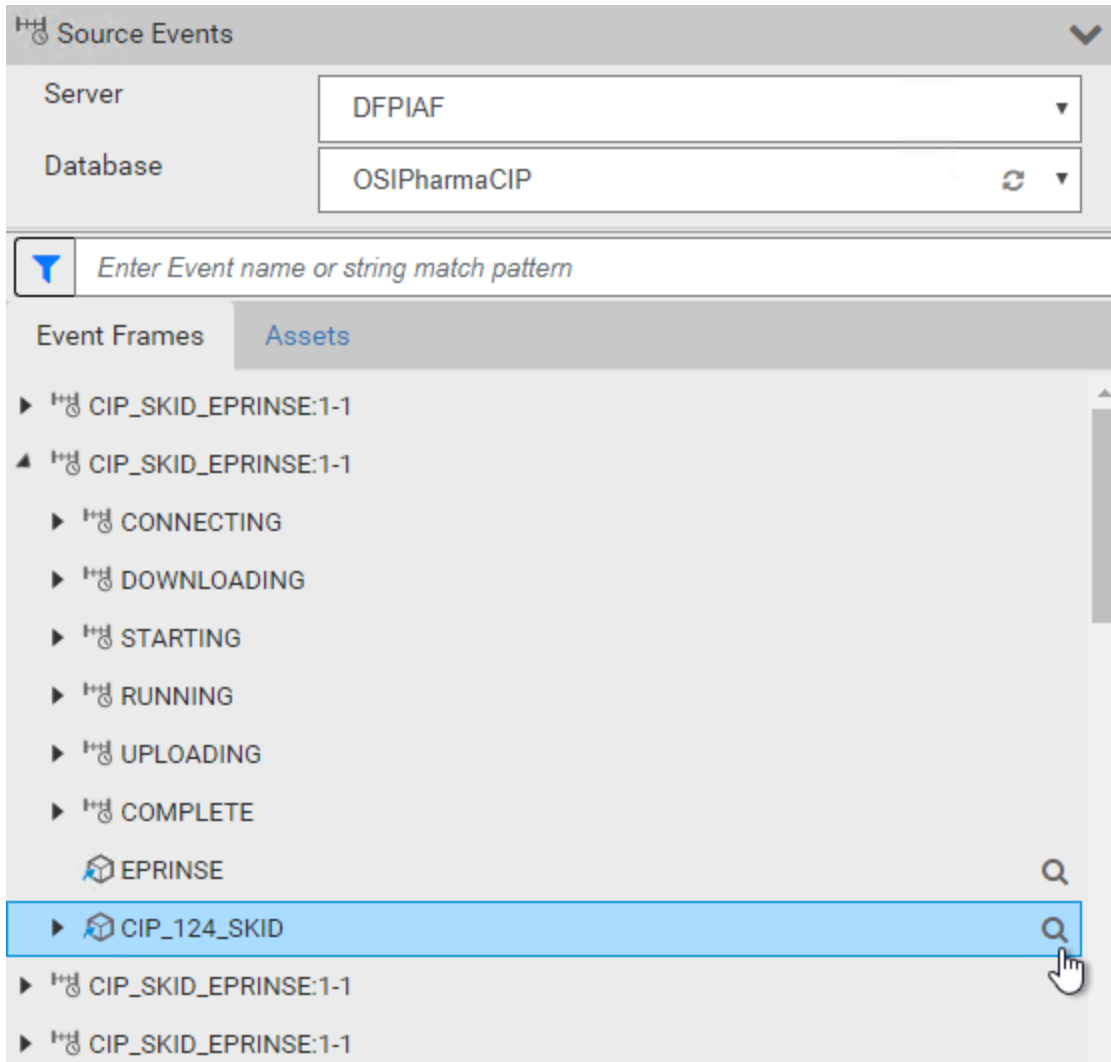 Source Events
Server
DFPIAF
Database
OSIPharmaCIP
Enter Event name or string match pattern
Event Frames Assets
CIP_SKID_EPRINSE:1-1
CIP_SKID_EPRINSE:1-1
CONNECTING
DOWNLOADING
STARTING
RUNNING
UPLOADING
COMPLETE
EPRINSE
CIP_124_SKID
CIP_SKID_EPRINSE:1-1
CIP_SKID_EPRINSE:1-1